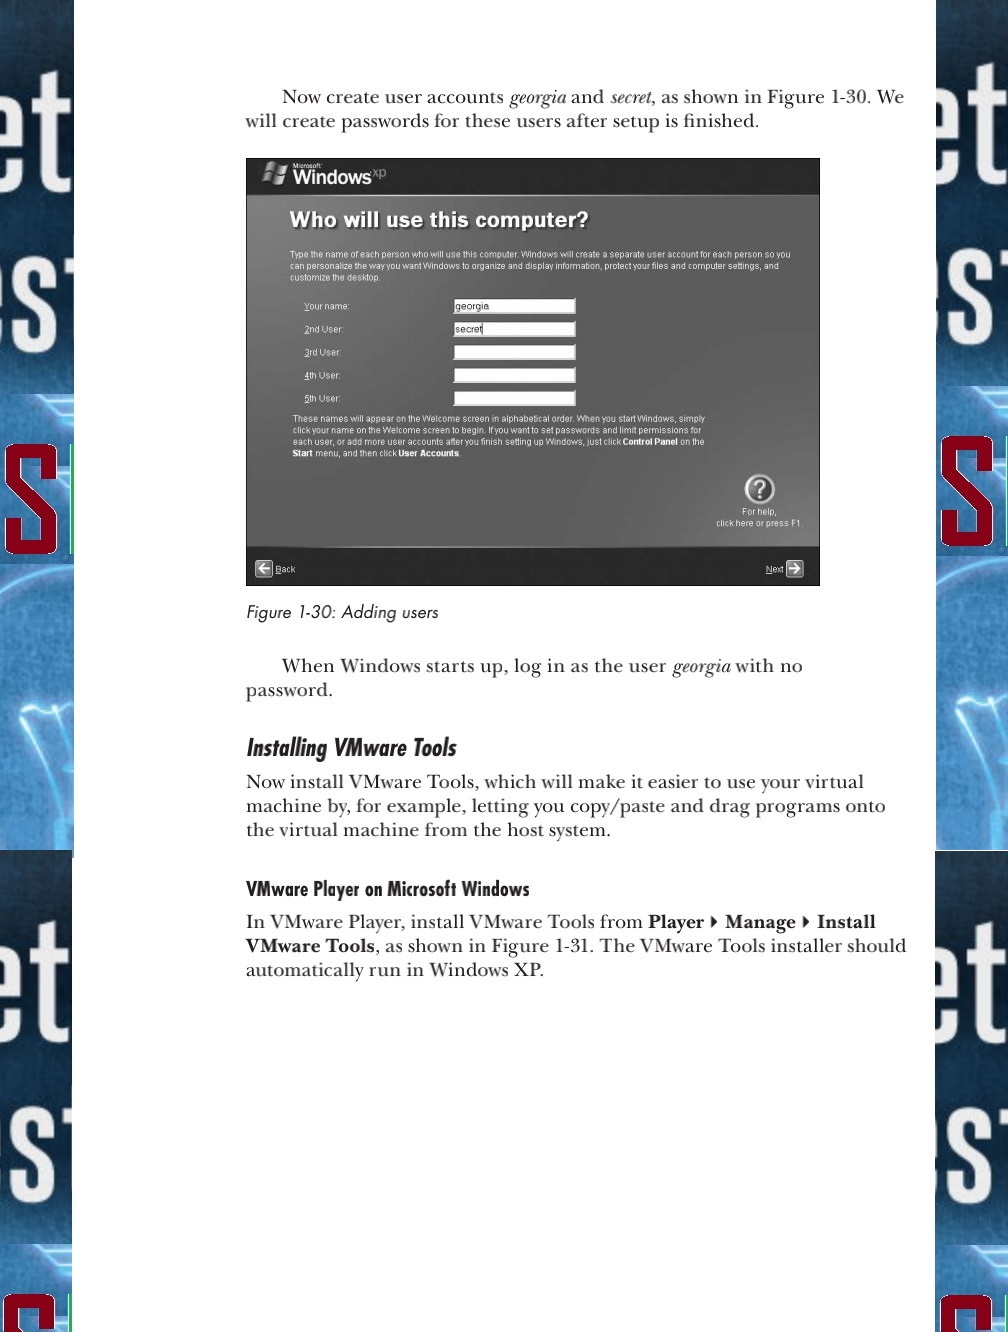 Now create user accounts georgia and secret, as shown in Figure 1-30. We
will create passwords for these users after setup is finished.
Microsoft
Windows xp
Who will use this computer?
Type the name of each person who will use this computer. Windows will create a separate user account for each person so you
can personalize the way you want Windows to organize and display information, protect your files and computer settings, and
customize the desktop.
Your name: georgia
2nd User: secret
3rd User:
4th User:
5th User:
These names will appear on the Welcome screen in alphabetical order. When you start Windows, simply
click your name on the Welcome screen to begin. If you want to set passwords and limit permissions for
each user, or add more user accounts after you finish setting up Windows, just click Control Panel on the
Start menu, and then click User Accounts.
For help,
click here or press F1.
Back
Next
Figure 1-30: Adding users
When Windows starts up, log in as the user georgia with no
password.
Installing VMware Tools
Now install VMware Tools, which will make it easier to use your virtual
machine by, for example, letting you copy/paste and drag programs onto
the virtual machine from the host system.
VMware Player on Microsoft Windows
In VMware Player, install VMware Tools from Player ▸ Manage ▸ Install
VMware Tools, as shown in Figure 1-31. The VMware Tools installer should
automatically run in Windows XP.